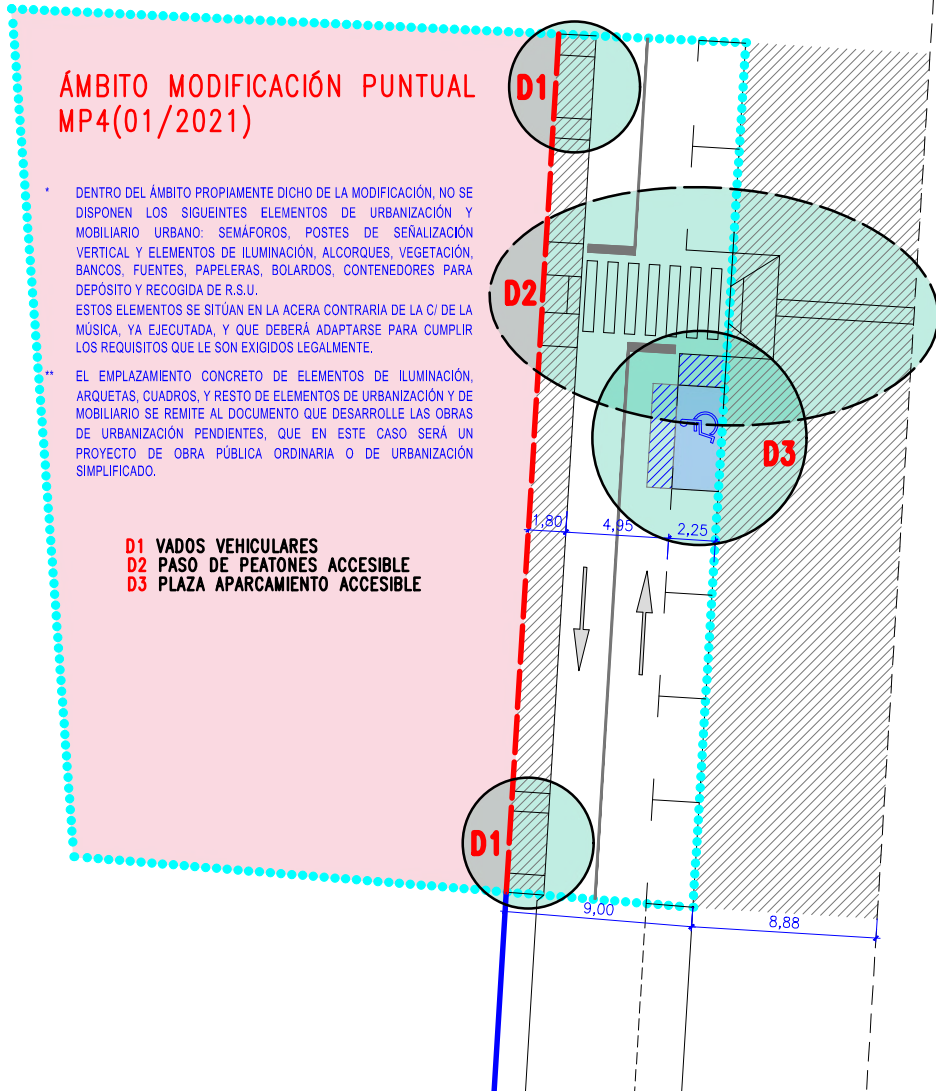 ÁMBITO MODIFICACIÓN PUNTUAL
MP4(01/2021)
* DENTRO DEL ÁMBITO PROPIAMENTE DICHO DE LA MODIFICACIÓN, NO SE
DISPONEN LOS SIGUEINTES ELEMENTOS DE URBANIZACIÓN Y
MOBILIARIO URBANO: SEMÁFOROS, POSTES DE SEÑALIZACIÓN
VERTICAL Y ELEMENTOS DE ILUMINACIÓN, ALCORQUES, VEGETACIÓN,
BANCOS, FUENTES, PAPELERAS, BOLARDOS, CONTENEDORES PARA
DEPÓSITO Y RECOGIDA DE R.S.U.
ESTOS ELEMENTOS SE SITÚAN EN LA ACERA CONTRARIA DE LA C/ DE LA
MÚSICA, YA EJECUTADA, Y QUE DEBERÁ ADAPTARSE PARA CUMPLIR
LOS REQUISITOS QUE LE SON EXIGIDOS LEGALMENTE.
** EL EMPLAZAMIENTO CONCRETO DE ELEMENTOS DE ILUMINACIÓN,
ARQUETAS, CUADROS, Y RESTO DE ELEMENTOS DE URBANIZACIÓN Y DE
MOBILIARIO SE REMITE AL DOCUMENTO QUE DESARROLLE LAS OBRAS
DE URBANIZACIÓN PENDIENTES, QUE EN ESTE CASO SERÁ UN
PROYECTO DE OBRA PÚBLICA ORDINARIA O DE URBANIZACIÓN
SIMPLIFICADO.
D1 VADOS VEHICULARES
D2 PASO DE PEATONES ACCESIBLE
D3 PLAZA APARCAMIENTO ACCESIBLE
D1
D2
D3
1,80
4,95
2,25
D1
9,00
8,88